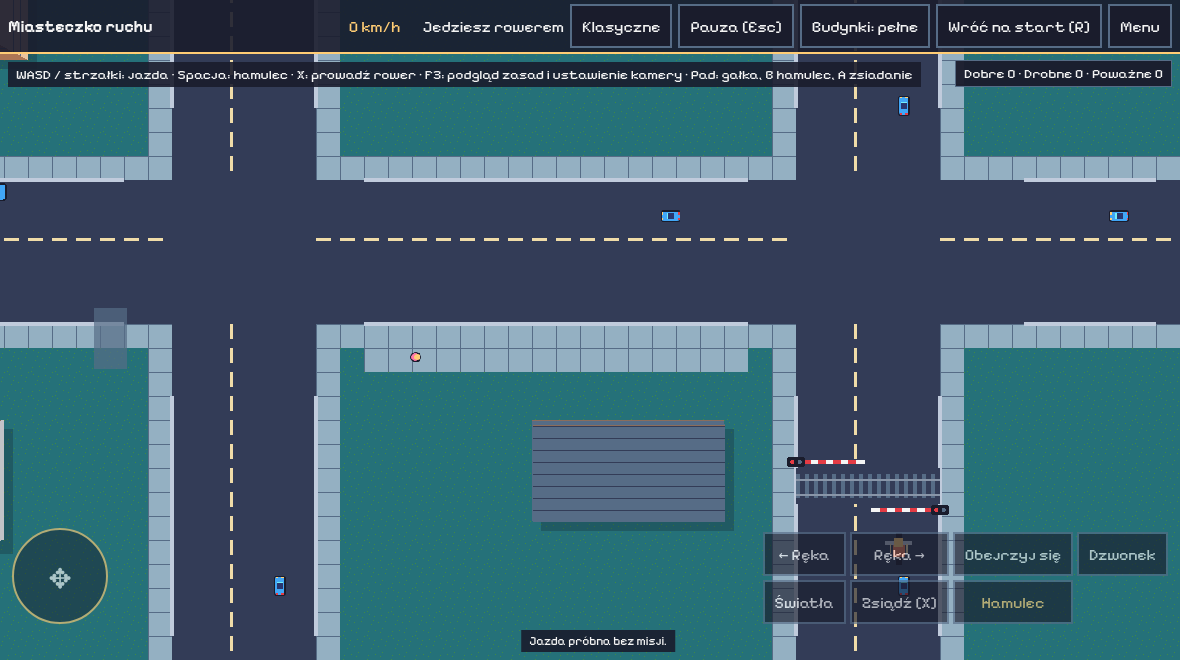 Miasteczko ruchu
0 km/h
Jedziesz rowerem
Klasyczne
Pauza (Esc)
Budynki: pełne
Wróć na start (R)
Menu
WASD / strzałki: jazda · Spacja: hamulec · X: prowadź rower · F3: podgląd zasad i ustawienie kamery · Pad: gałka, B hamulec, A zsiadanie
Dobre 0 · Drobne 0 · Poważne 0
← Ręka
Ręka →
Obejrzyj się
Dzwonek
Światła
Zsiądź (X)
Hamulec
Jazda próbna bez misji.